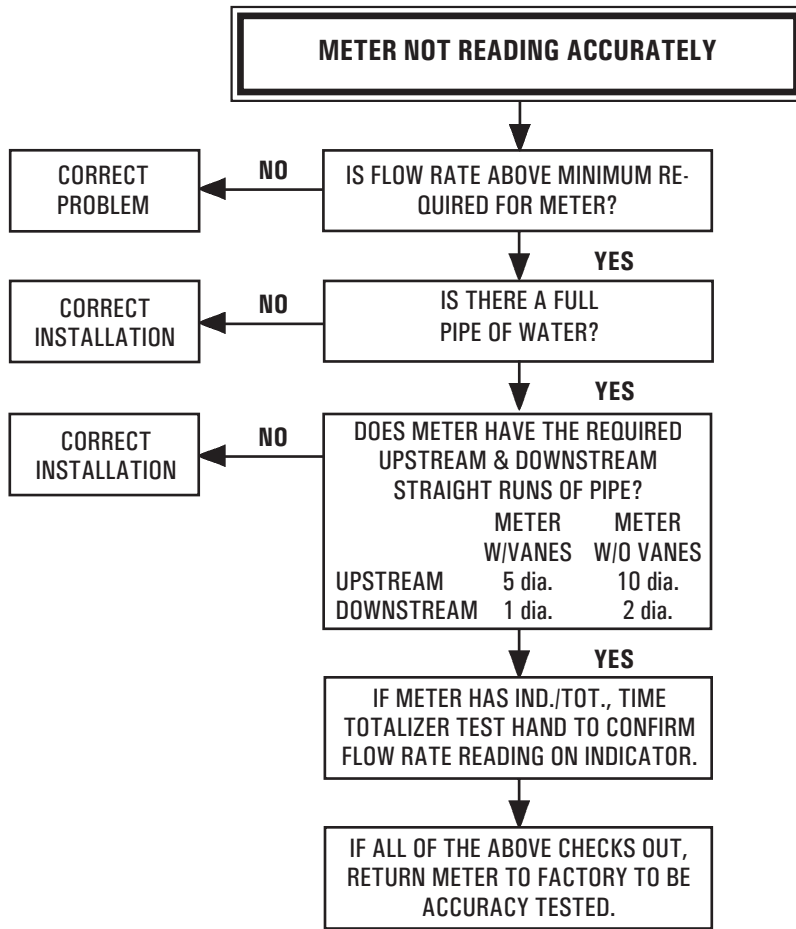 METER NOT READING ACCURATELY
NO
CORRECT
PROBLEM
IS FLOW RATE ABOVE MINIMUM RE-
QUIRED FOR METER?
YES
NO
CORRECT
INSTALLATION
IS THERE A FULL
PIPE OF WATER?
YES
NO
CORRECT
INSTALLATION
DOES METER HAVE THE REQUIRED
UPSTREAM & DOWNSTREAM
STRAIGHT RUNS OF PIPE?
METER METER
W/VANES W/O VANES
UPSTREAM 5 dia. 10 dia.
DOWNSTREAM 1 dia. 2 dia.
YES
IF METER HAS IND./TOT., TIME
TOTALIZER TEST HAND TO CONFIRM
FLOW RATE READING ON INDICATOR.
IF ALL OF THE ABOVE CHECKS OUT,
RETURN METER TO FACTORY TO BE
ACCURACY TESTED.